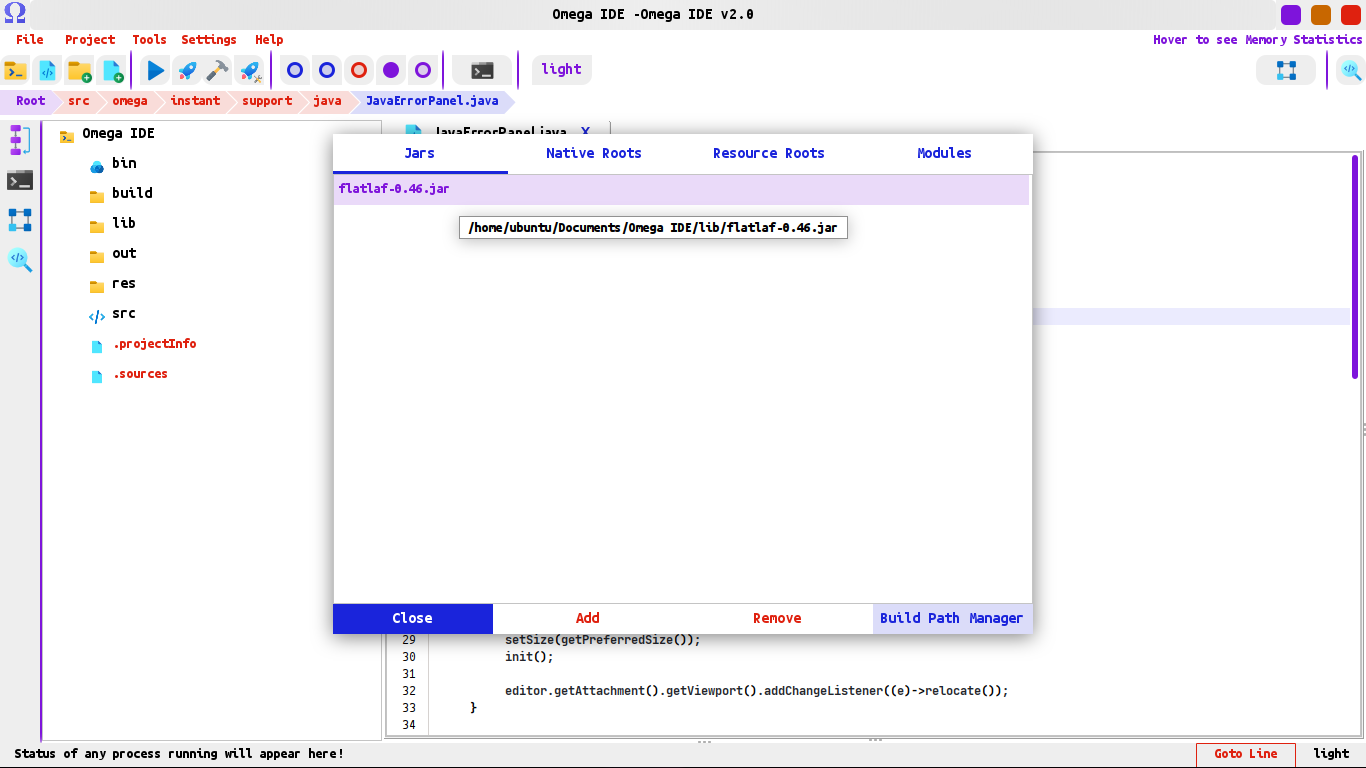 Ω Omega IDE -Omega IDE v2.0
File Project Tools Settings Help Hover to see Memory Statistics
light
Root src omega instant support java JavaErrorPanel.java
Omega IDE
bin
build
lib
out
res
src
.projectInfo
.sources
JavaErrorPanel.java X
Jars Native Roots Resource Roots Modules
flatlaf-0.46.jar
/home/ubuntu/Documents/Omega IDE/lib/flatlaf-0.46.jar
Close Add Remove Build Path Manager
29 setSize(getPreferredSize());
30 init();
31
32 editor.getAttachment().getViewport().addChangeListener((e)->relocate());
33 }
34
Status of any process running will appear here! Goto Line light